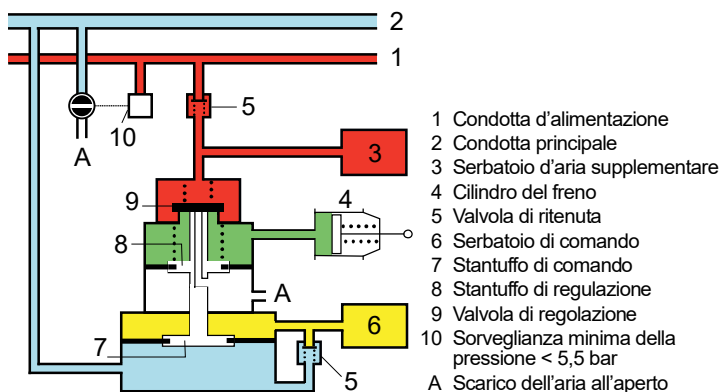 2
1
5
10
A
3
9
4
8
A
6
7
5
1 Condotta d'alimentazione
2 Condotta principale
3 Serbatoio d'aria supplementare
4 Cilindro del freno
5 Valvola di ritenuta
6 Serbatoio di comando
7 Stantuffo di comando
8 Stantuffo di regulazione
9 Valvola di regolazione
10 Sorveglianza minima della
pressione < 5,5 bar
A Scarico dell'aria all'aperto